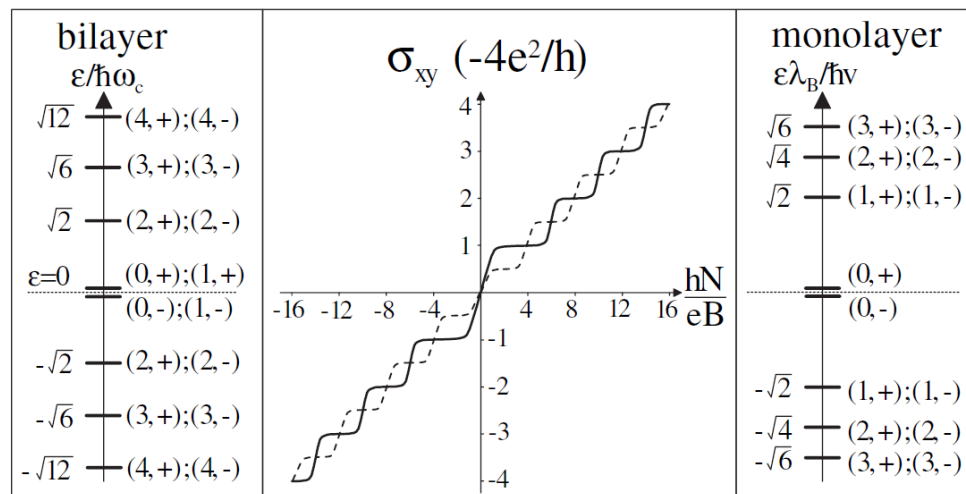 bilayer
ε/ħω_c
√12 (4,+);(4,-)
√6 (3,+);(3,-)
√2 (2,+);(2,-)
ε=0 (0,+);(1,+)
(0,-);(1,-)
-√2 (2,+);(2,-)
-√6 (3,+);(3,-)
-√12 (4,+);(4,-)
σ_xy (-4e²/h)
4
3
2
1
-16 -12 -8 -4 0 4 8 12 16
hN/eB
-1
-2
-3
-4
monolayer
ελ_B/ħv
√6 (3,+);(3,-)
√4 (2,+);(2,-)
√2 (1,+);(1,-)
(0,+)
(0,-)
-√2 (1,+);(1,-)
-√4 (2,+);(2,-)
-√6 (3,+);(3,-)